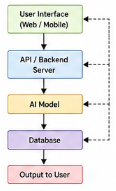 User Interface
(Web / Mobile)
API / Backend
Server
AI Model
Database
Output to User